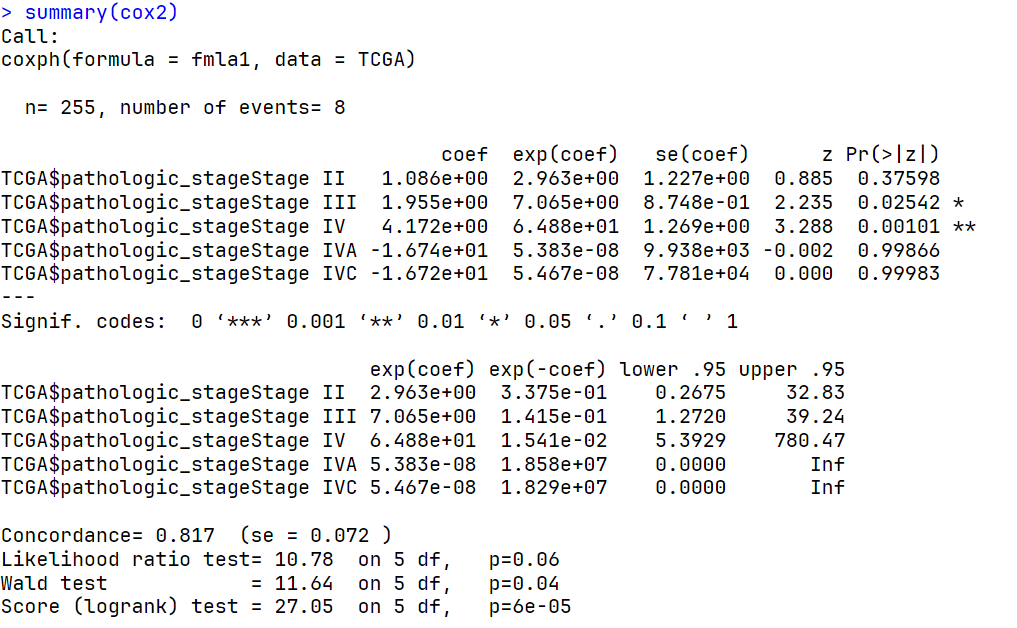 > summary(cox2)
Call:
coxph(formula = fmla1, data = TCGA)

  n= 255, number of events= 8

                                     coef  exp(coef)   se(coef)      z Pr(>|z|)
TCGA$pathologic_stageStage II   1.086e+00  2.963e+00  1.227e+00  0.885  0.37598
TCGA$pathologic_stageStage III  1.955e+00  7.065e+00  8.748e-01  2.235  0.02542 *
TCGA$pathologic_stageStage IV   4.172e+00  6.488e+01  1.269e+00  3.288  0.00101 **
TCGA$pathologic_stageStage IVA -1.674e+01  5.383e-08  9.938e+03 -0.002  0.99866
TCGA$pathologic_stageStage IVC -1.672e+01  5.467e-08  7.781e+04  0.000  0.99983
---
Signif. codes:  0 ‘***’ 0.001 ‘**’ 0.01 ‘*’ 0.05 ‘.’ 0.1 ‘ ’ 1

                               exp(coef) exp(-coef) lower .95 upper .95
TCGA$pathologic_stageStage II  2.963e+00  3.375e-01    0.2675     32.83
TCGA$pathologic_stageStage III 7.065e+00  1.415e-01    1.2720     39.24
TCGA$pathologic_stageStage IV  6.488e+01  1.541e-02    5.3929    780.47
TCGA$pathologic_stageStage IVA 5.383e-08  1.858e+07    0.0000       Inf
TCGA$pathologic_stageStage IVC 5.467e-08  1.829e+07    0.0000       Inf

Concordance= 0.817  (se = 0.072 )
Likelihood ratio test= 10.78  on 5 df,   p=0.06
Wald test            = 11.64  on 5 df,   p=0.04
Score (logrank) test = 27.05  on 5 df,   p=6e-05